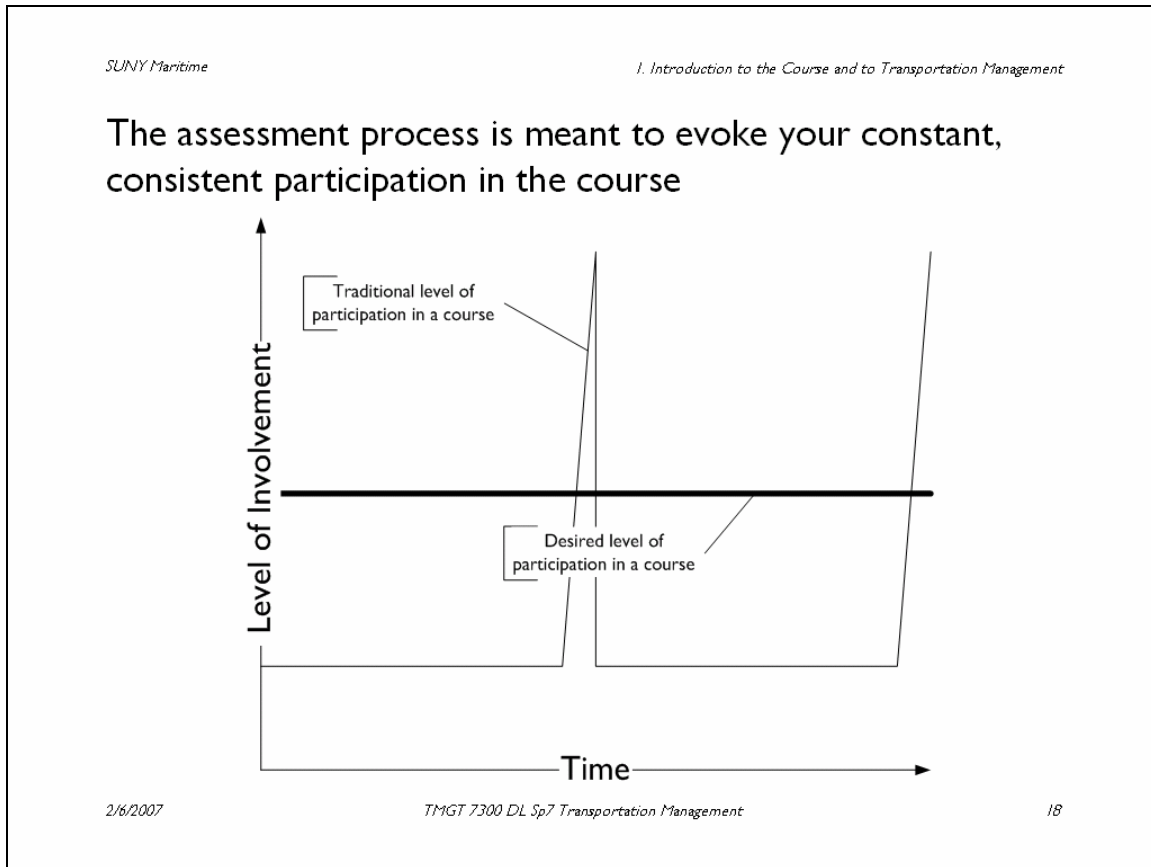 SUNY Maritime
1. Introduction to the Course and to Transportation Management
The assessment process is meant to evoke your constant,
consistent participation in the course
Traditional level of
participation in a course
Level of Involvement
Desired level of
participation in a course
Time
2/6/2007
TMGT 7300 DL Sp7 Transportation Management
18